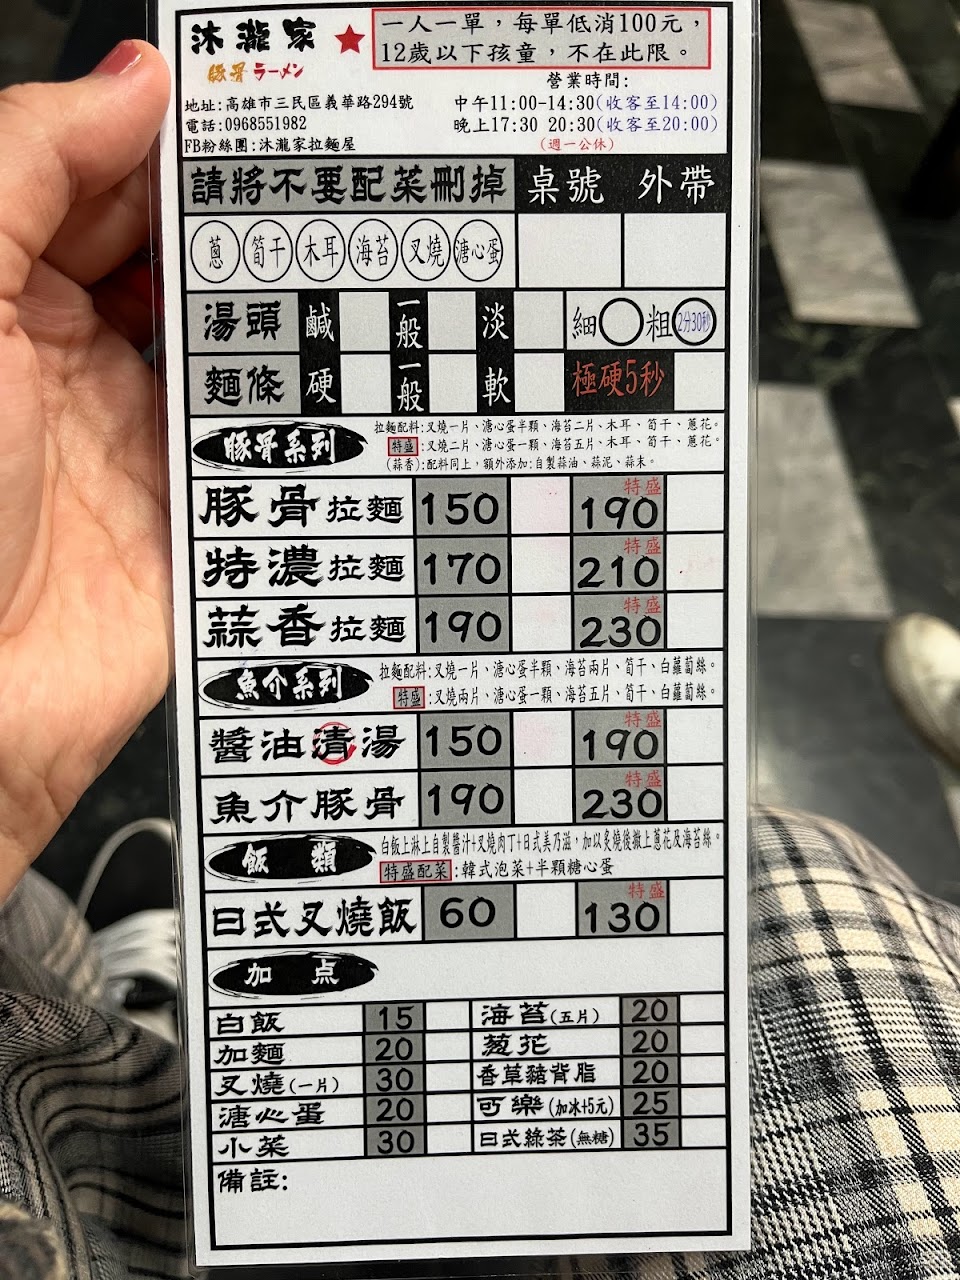 沐瀧家
豚骨ラーメン
一人一單，每單低消100元，
12歲以下孩童，不在此限。
營業時間:
地址:高雄市三民區義華路294號
中午11:00-14:30(收客至14:00)
電話:0968551982
晚上17:30 20:30(收客至20:00)
FB粉絲團:沐瀧家拉麵屋
(週一公休)
請將不要配菜刪掉 桌號 外帶
蔥 筍干 木耳 海苔 叉燒 溏心蛋
湯頭 鹹 一般 淡 細 粗 2分30秒
麵條 硬 一般 軟 極硬5秒
豚骨系列
拉麵配料:叉燒一片、溏心蛋半顆、海苔二片、木耳、筍干、蔥花。
特盛:叉燒二片、溏心蛋一顆、海苔五片、木耳、筍干、蔥花。
(蒜香):配料同上，額外添加:自製蒜油、蒜泥、蒜末。
豚骨拉麵 150 特盛 190
特濃拉麵 170 特盛 210
蒜香拉麵 190 特盛 230
魚介系列
拉麵配料:叉燒一片、溏心蛋半顆、海苔兩片、筍干、白蘿蔔絲。
特盛:叉燒兩片、溏心蛋一顆、海苔五片、筍干、白蘿蔔絲。
醬油清湯 150 特盛 190
魚介豚骨 190 特盛 230
飯類
白飯上淋上自製醬汁+叉燒肉丁+日式美乃滋，加以炙燒後撒上蔥花及海苔絲。
特盛配菜:韓式泡菜+半顆糖心蛋
日式叉燒飯 60 特盛 130
加点
白飯 15 海苔(五片) 20
加麵 20 葱花 20
叉燒(一片) 30 香草豬背脂 20
溏心蛋 20 可樂(加冰+5元) 25
小菜 30 日式綠茶(無糖) 35
備註: